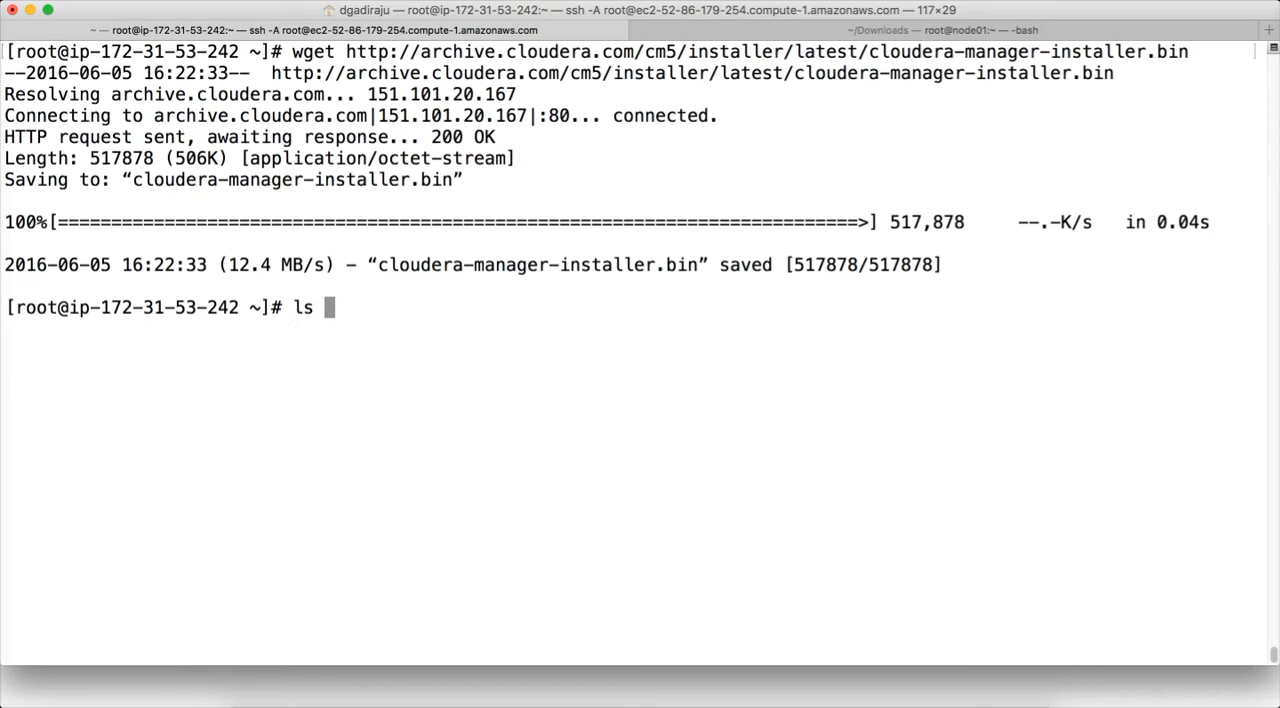 dgadiraju — root@ip-172-31-53-242:~ — ssh -A root@ec2-52-86-179-254.compute-1.amazonaws.com — 117×29
~ — root@ip-172-31-53-242:~ — ssh -A root@ec2-52-86-179-254.compute-1.amazonaws.com
~/Downloads — root@node01:~ — -bash
+
[root@ip-172-31-53-242 ~]# wget http://archive.cloudera.com/cm5/installer/latest/cloudera-manager-installer.bin
--2016-06-05 16:22:33--  http://archive.cloudera.com/cm5/installer/latest/cloudera-manager-installer.bin
Resolving archive.cloudera.com... 151.101.20.167
Connecting to archive.cloudera.com|151.101.20.167|:80... connected.
HTTP request sent, awaiting response... 200 OK
Length: 517878 (506K) [application/octet-stream]
Saving to: “cloudera-manager-installer.bin”
100%[===========================================================================>] 517,878     --.-K/s   in 0.04s
2016-06-05 16:22:33 (12.4 MB/s) – “cloudera-manager-installer.bin” saved [517878/517878]
[root@ip-172-31-53-242 ~]# ls